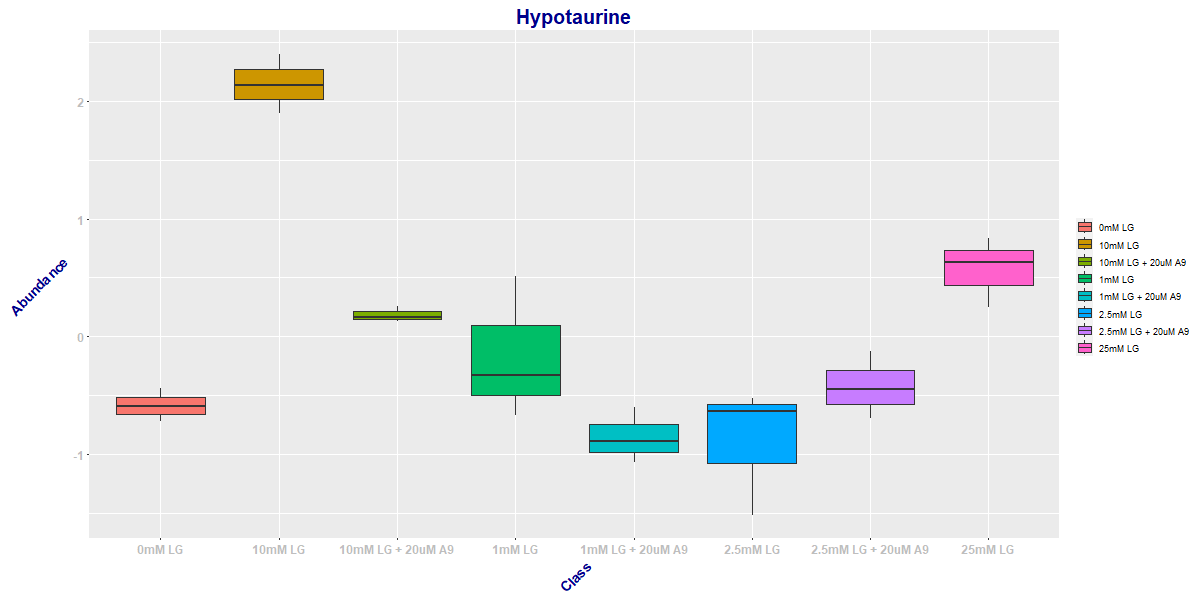 Hypotaurine
Abundance
2
1
0
-1
0mM LG
10mM LG
10mM LG + 20uM A9
1mM LG
1mM LG + 20uM A9
2.5mM LG
2.5mM LG + 20uM A9
25mM LG
Class
0mM LG
10mM LG
10mM LG + 20uM A9
1mM LG
1mM LG + 20uM A9
2.5mM LG
2.5mM LG + 20uM A9
25mM LG